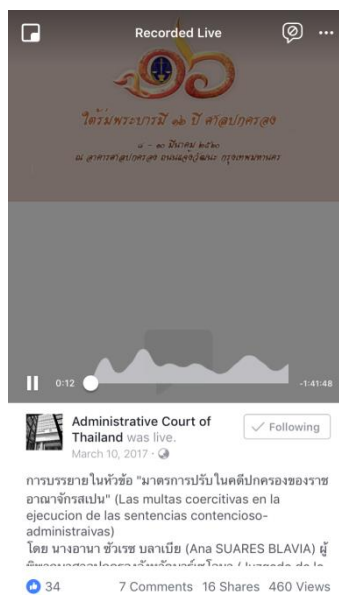 Recorded Live
๑๖
ใต้ร่มพระบารมี ๑๖ ปี ศาลปกครอง
๘ - ๑๐ มีนาคม ๒๕๖๐
ณ อาคารศาลปกครอง ถนนแจ้งวัฒนะ กรุงเทพมหานคร
0:12
-1:41:48
Administrative Court of
Thailand was live.
Following
March 10, 2017
การบรรยายในหัวข้อ "มาตรการปรับในคดีปกครองของราช
อาณาจักรสเปน" (Las multas coercitivas en la
ejecucion de las sentencias contencioso-
administraivas)
โดย นางอานา ซัวเรซ บลาเบีย (Ana SUARES BLAVIA) ผู้
34
7 Comments 16 Shares 460 Views